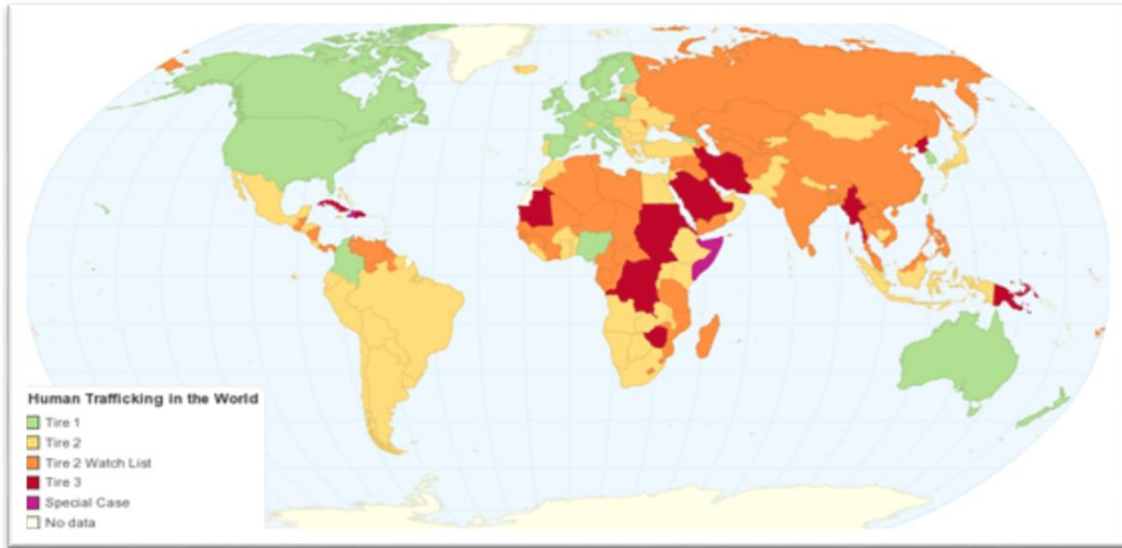 Human Trafficking in the World
Tire 1
Tire 2
Tire 2 Watch List
Tire 3
Special Case
No data